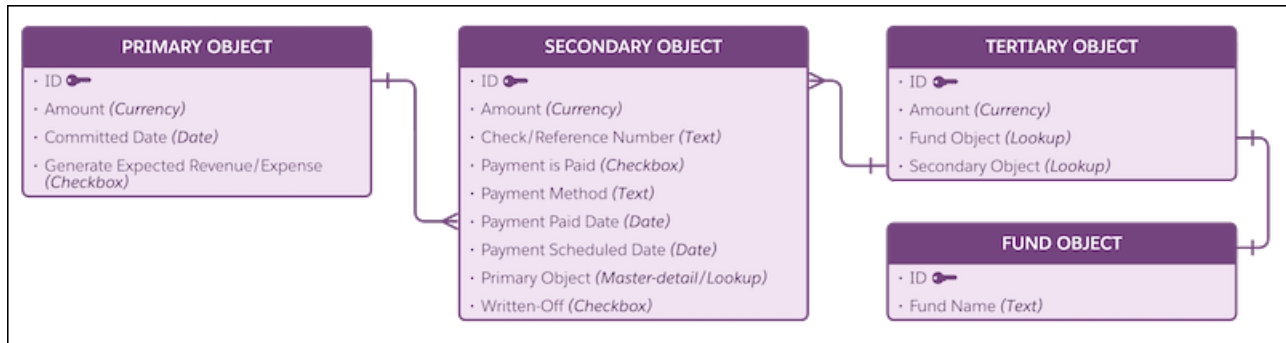 PRIMARY OBJECT
· ID
· Amount (Currency)
· Committed Date (Date)
· Generate Expected Revenue/Expense
(Checkbox)
SECONDARY OBJECT
· ID
· Amount (Currency)
· Check/Reference Number (Text)
· Payment is Paid (Checkbox)
· Payment Method (Text)
· Payment Paid Date (Date)
· Payment Scheduled Date (Date)
· Primary Object (Master-detail/Lookup)
· Written-Off (Checkbox)
TERTIARY OBJECT
· ID
· Amount (Currency)
· Fund Object (Lookup)
· Secondary Object (Lookup)
FUND OBJECT
· ID
· Fund Name (Text)